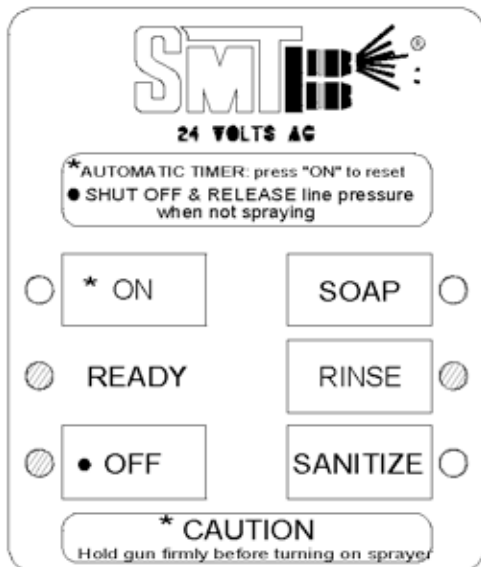 SMT ®
24 VOLTS AC
*AUTOMATIC TIMER: press "ON" to reset
● SHUT OFF & RELEASE line pressure
when not spraying
* ON
SOAP
READY
RINSE
● OFF
SANITIZE
* CAUTION
Hold gun firmly before turning on sprayer